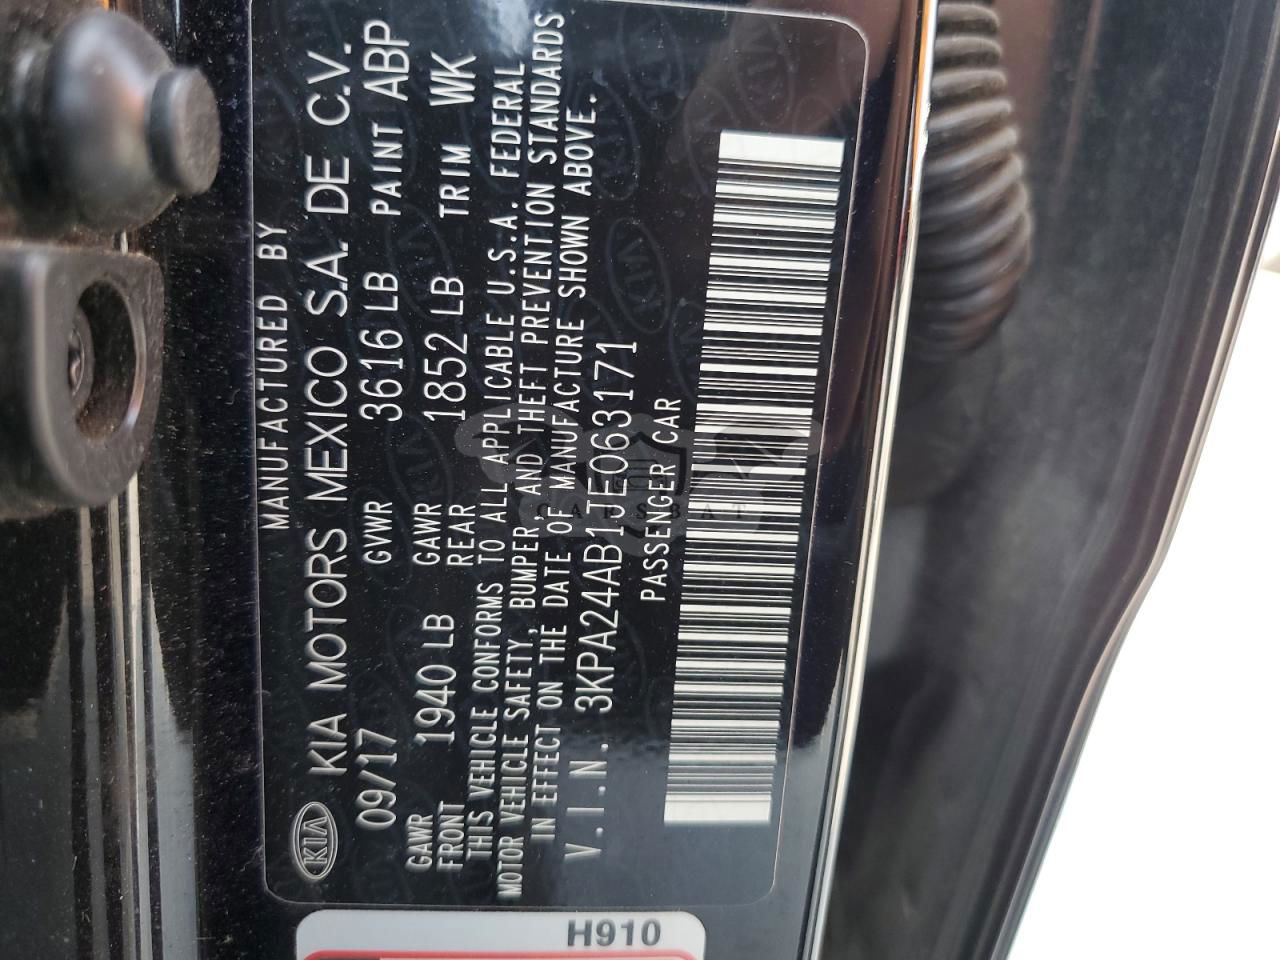 MANUFACTURED BY
KIA KIA MOTORS MEXICO S.A. DE C.V.
09/17 GVWR 3616 LB PAINT ABP
GAWR FRONT 1940 LB GAWR REAR 1852 LB TRIM WK
THIS VEHICLE CONFORMS TO ALL APPLICABLE U.S.A. FEDERAL
MOTOR VEHICLE SAFETY, BUMPER, AND THEFT PREVENTION STANDARDS
IN EFFECT ON THE DATE OF MANUFACTURE SHOWN ABOVE.
V.I.N. 3KPA24AB1JE063171
PASSENGER CAR
CARSBAT
H910